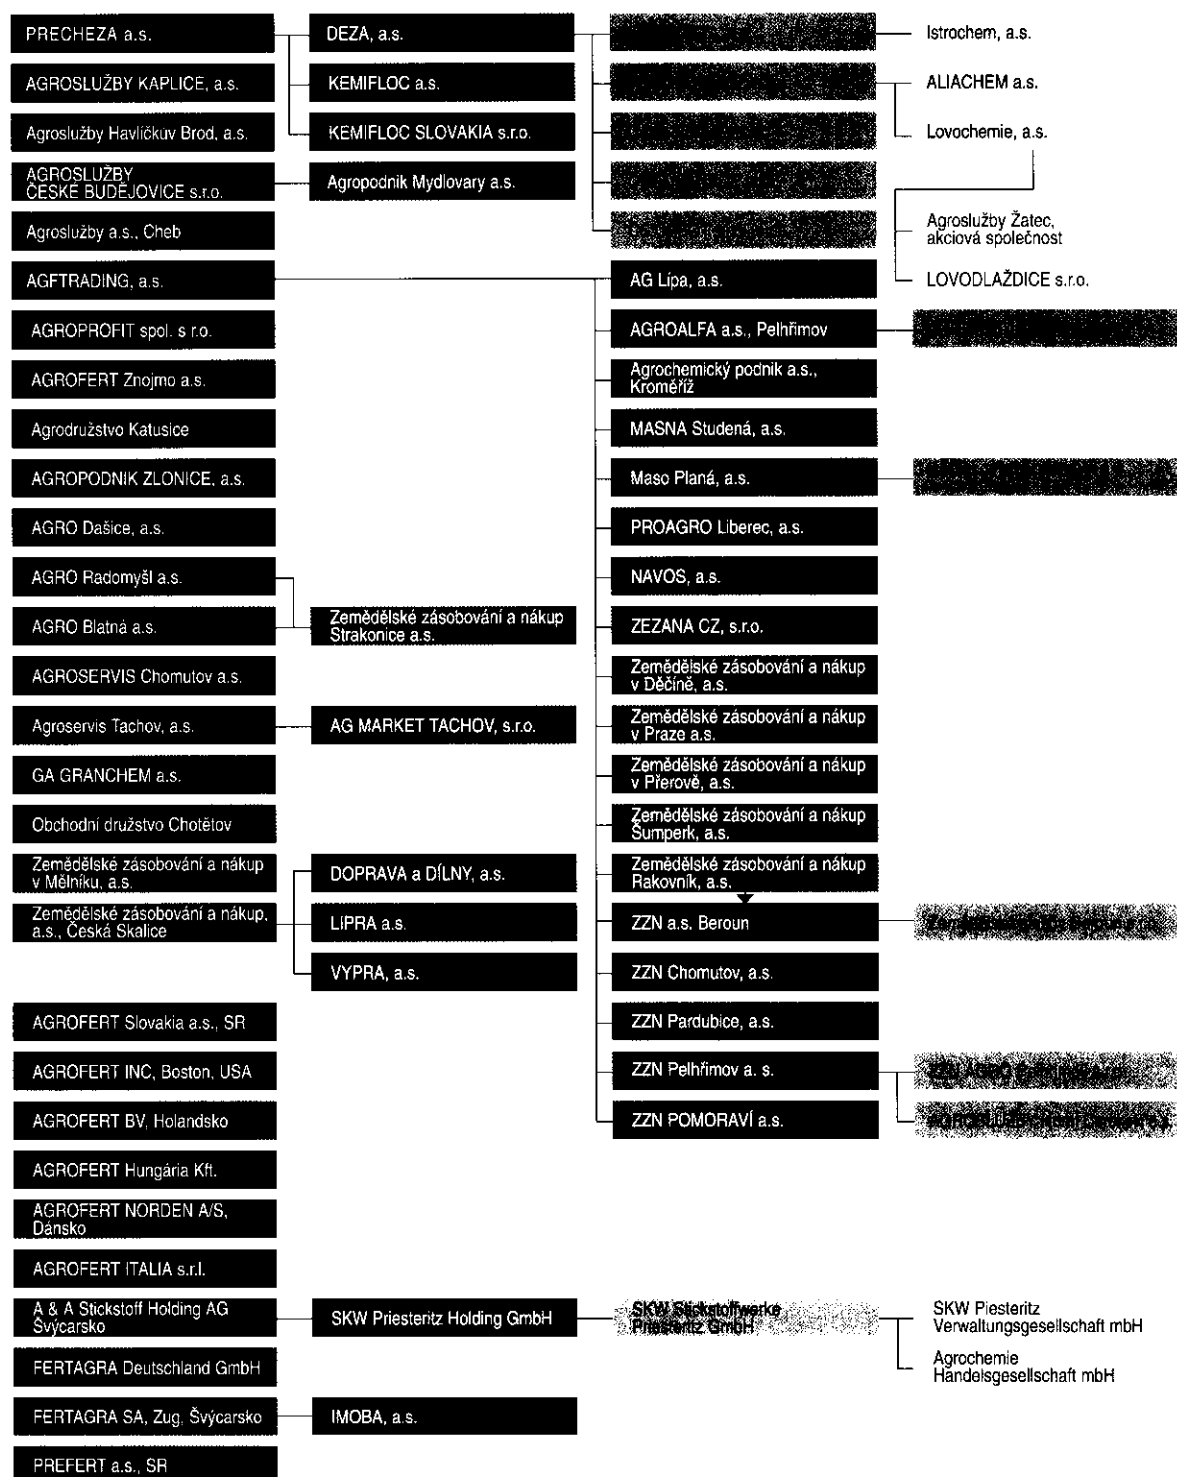 PRECHEZA a.s.
DEZA, a.s.
Istrochem, a.s.
AGROSLUŽBY KAPLICE, a.s.
KEMIFLOC a.s.
ALIACHEM a.s.
Agroslužby Havlíčkův Brod, a.s.
KEMIFLOC SLOVAKIA s.r.o.
Lovochemie, a.s.
AGROSLUŽBY
ČESKÉ BUDĚJOVICE s.r.o.
Agropodnik Mydlovary a.s.
Agroslužby a.s., Cheb
Agroslužby Žatec,
akciová společnost
AGFTRADING, a.s.
AG Lípa, a.s.
LOVODLAŽDICE s.r.o.
AGROPROFIT spol. s r.o.
AGROALFA a.s., Pelhřimov
AGROFERT Znojmo a.s.
Agrochemický podnik a.s.,
Kroměříž
Agrodružstvo Katusice
MASNA Studená, a.s.
AGROPODNIK ZLONICE, a.s.
Maso Planá, a.s.
AGRO Dašice, a.s.
PROAGRO Liberec, a.s.
AGRO Radomyšl a.s.
NAVOS, a.s.
AGRO Blatná a.s.
Zemědělské zásobování a nákup
Strakonice a.s.
ZEZANA CZ, s.r.o.
AGROSERVIS Chomutov a.s.
Zemědělské zásobování a nákup
v Děčíně, a.s.
Agroservis Tachov, a.s.
AG MARKET TACHOV, s.r.o.
Zemědělské zásobování a nákup
v Praze a.s.
GA GRANCHEM a.s.
Zemědělské zásobování a nákup
v Přerově, a.s.
Obchodní družstvo Chotětov
Zemědělské zásobování a nákup
Šumperk, a.s.
Zemědělské zásobování a nákup
v Mělníku, a.s.
DOPRAVA a DÍLNY, a.s.
Zemědělské zásobování a nákup
Rakovník, a.s.
Zemědělské zásobování a nákup,
a.s., Česká Skalice
LIPRA a.s.
ZZN a.s. Beroun
VYPRA, a.s.
ZZN Chomutov, a.s.
AGROFERT Slovakia a.s., SR
ZZN Pardubice, a.s.
AGROFERT INC, Boston, USA
ZZN Pelhřimov a. s.
ZZN AGRO
AGROFERT BV, Holandsko
ZZN POMORAVÍ a.s.
AGROFERT Hungária Kft.
AGROFERT NORDEN A/S,
Dánsko
AGROFERT ITALIA s.r.l.
A & A Stickstoff Holding AG
Švýcarsko
SKW Priesteritz Holding GmbH
SKW Stickstoffwerke
Priesteritz GmbH
SKW Piesteritz
Verwaltungsgesellschaft mbH
FERTAGRA Deutschland GmbH
Agrochemie
Handelsgesellschaft mbH
FERTAGRA SA, Zug, Švýcarsko
IMOBA, a.s.
PREFERT a.s., SR